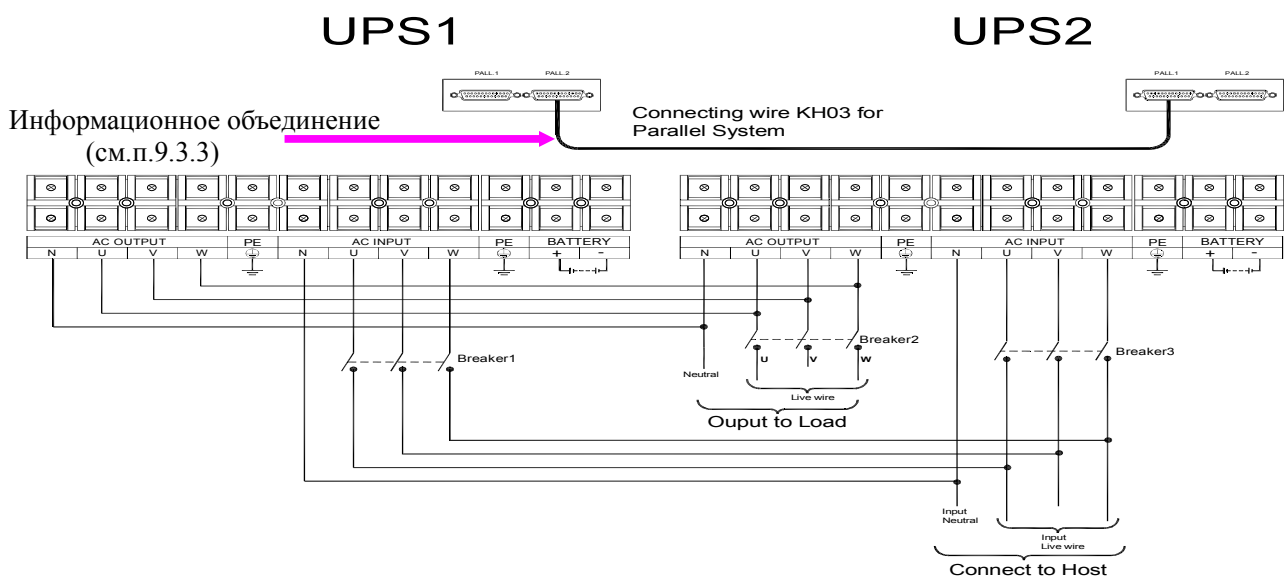 UPS1 UPS2
PALL.1 PALL.2 PALL.1 PALL.2
Информационное объединение
(см.п.9.3.3)
Connecting wire KH03 for
Parallel System
AC OUTPUT PE AC INPUT PE BATTERY
N U V W N U V W + -
AC OUTPUT PE AC INPUT PE BATTERY
N U V W N U V W + -
Breaker1
Breaker2
Breaker3
U V W
Neutral
Live wire
Ouput to Load
Input
Neutral
Input
Live wire
Connect to Host